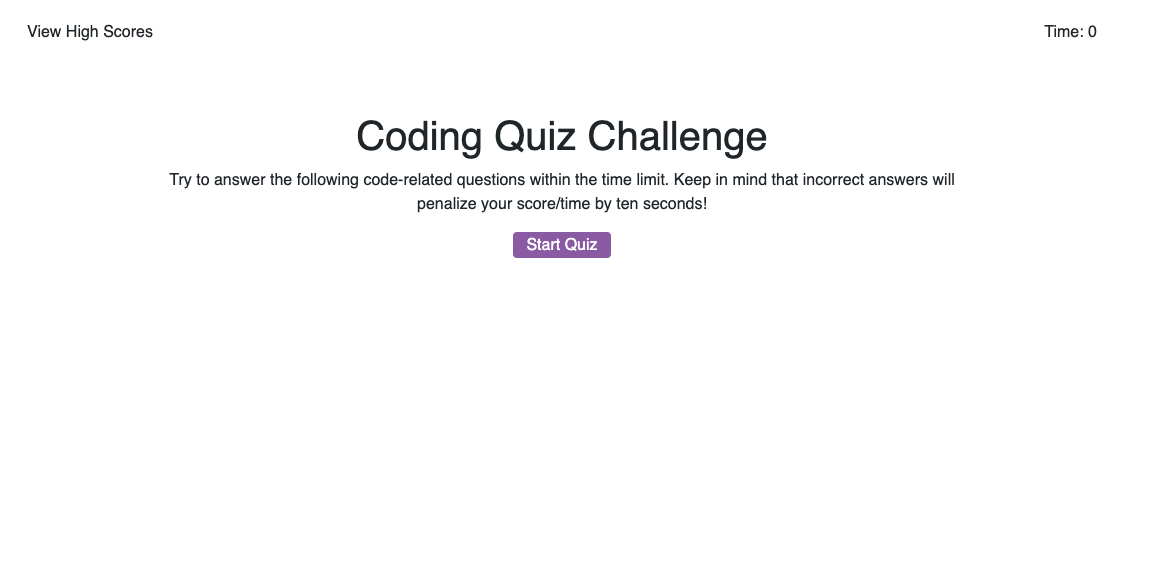 View High Scores
Time: 0
Coding Quiz Challenge
Try to answer the following code-related questions within the time limit. Keep in mind that incorrect answers will
penalize your score/time by ten seconds!
Start Quiz